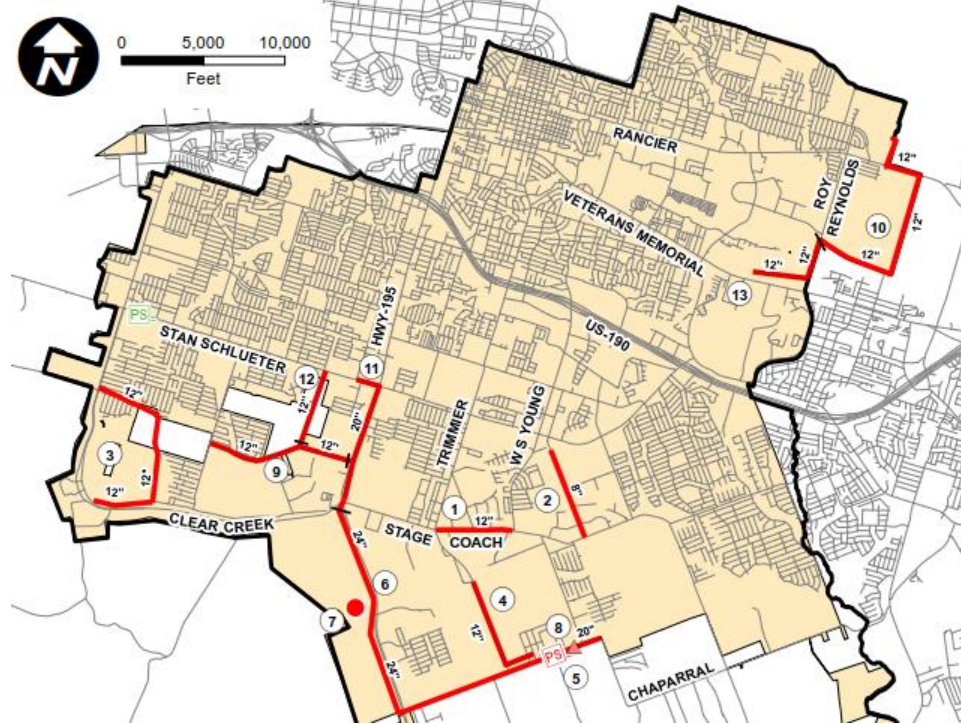 N
0 5,000 10,000
Feet
RANCIER
12"
ROY
REYNOLDS
12"
10
VETERANS MEMORIAL
12"
12"
12"
13
HWY-195
US-190
PS
STAN SCHLUETER
12
11
12"
12"
20"
TRIMMIER
W S YOUNG
3
12"
12"
12"
9
12"
8"
2
1
12"
CLEAR CREEK
STAGE
COACH
24"
6
4
7
12"
8
20"
PS
5
24"
CHAPARRAL